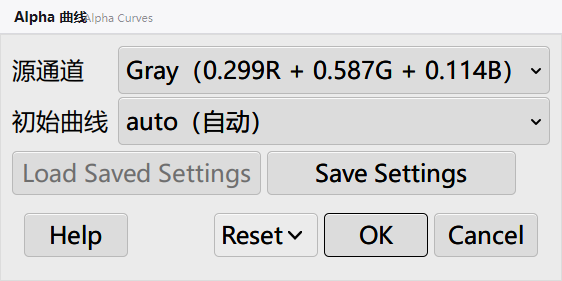 Alpha 曲线Alpha Curves
源通道 Gray（0.299R + 0.587G + 0.114B）
初始曲线 auto（自动）
Load Saved Settings Save Settings
Help Reset OK Cancel